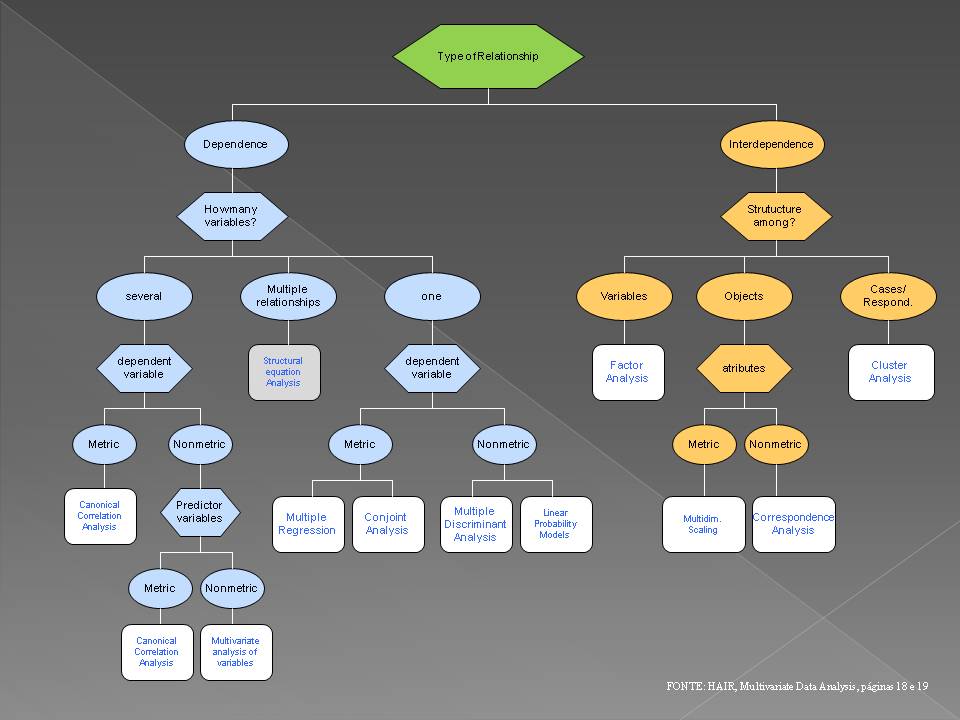 Type of Relationship
Dependence
Interdependence
Howmany
variables?
Strutucture
among?
several
Multiple
relationships
one
Variables
Objects
Cases/
Respond.
dependent
variable
Structural
equation
Analysis
dependent
variable
Factor
Analysis
atributes
Cluster
Analysis
Metric
Nonmetric
Metric
Nonmetric
Metric
Nonmetric
Canonical
Correlation
Analysis
Predictor
variables
Multiple
Regression
Conjoint
Analysis
Multiple
Discriminant
Analysis
Linear
Probability
Models
Multidim.
Scaling
Correspondence
Analysis
Metric
Nonmetric
Canonical
Correlation
Analysis
Multivariate
analysis of
variables
FONTE: HAIR, Multivariate Data Analysis, páginas 18 e 19